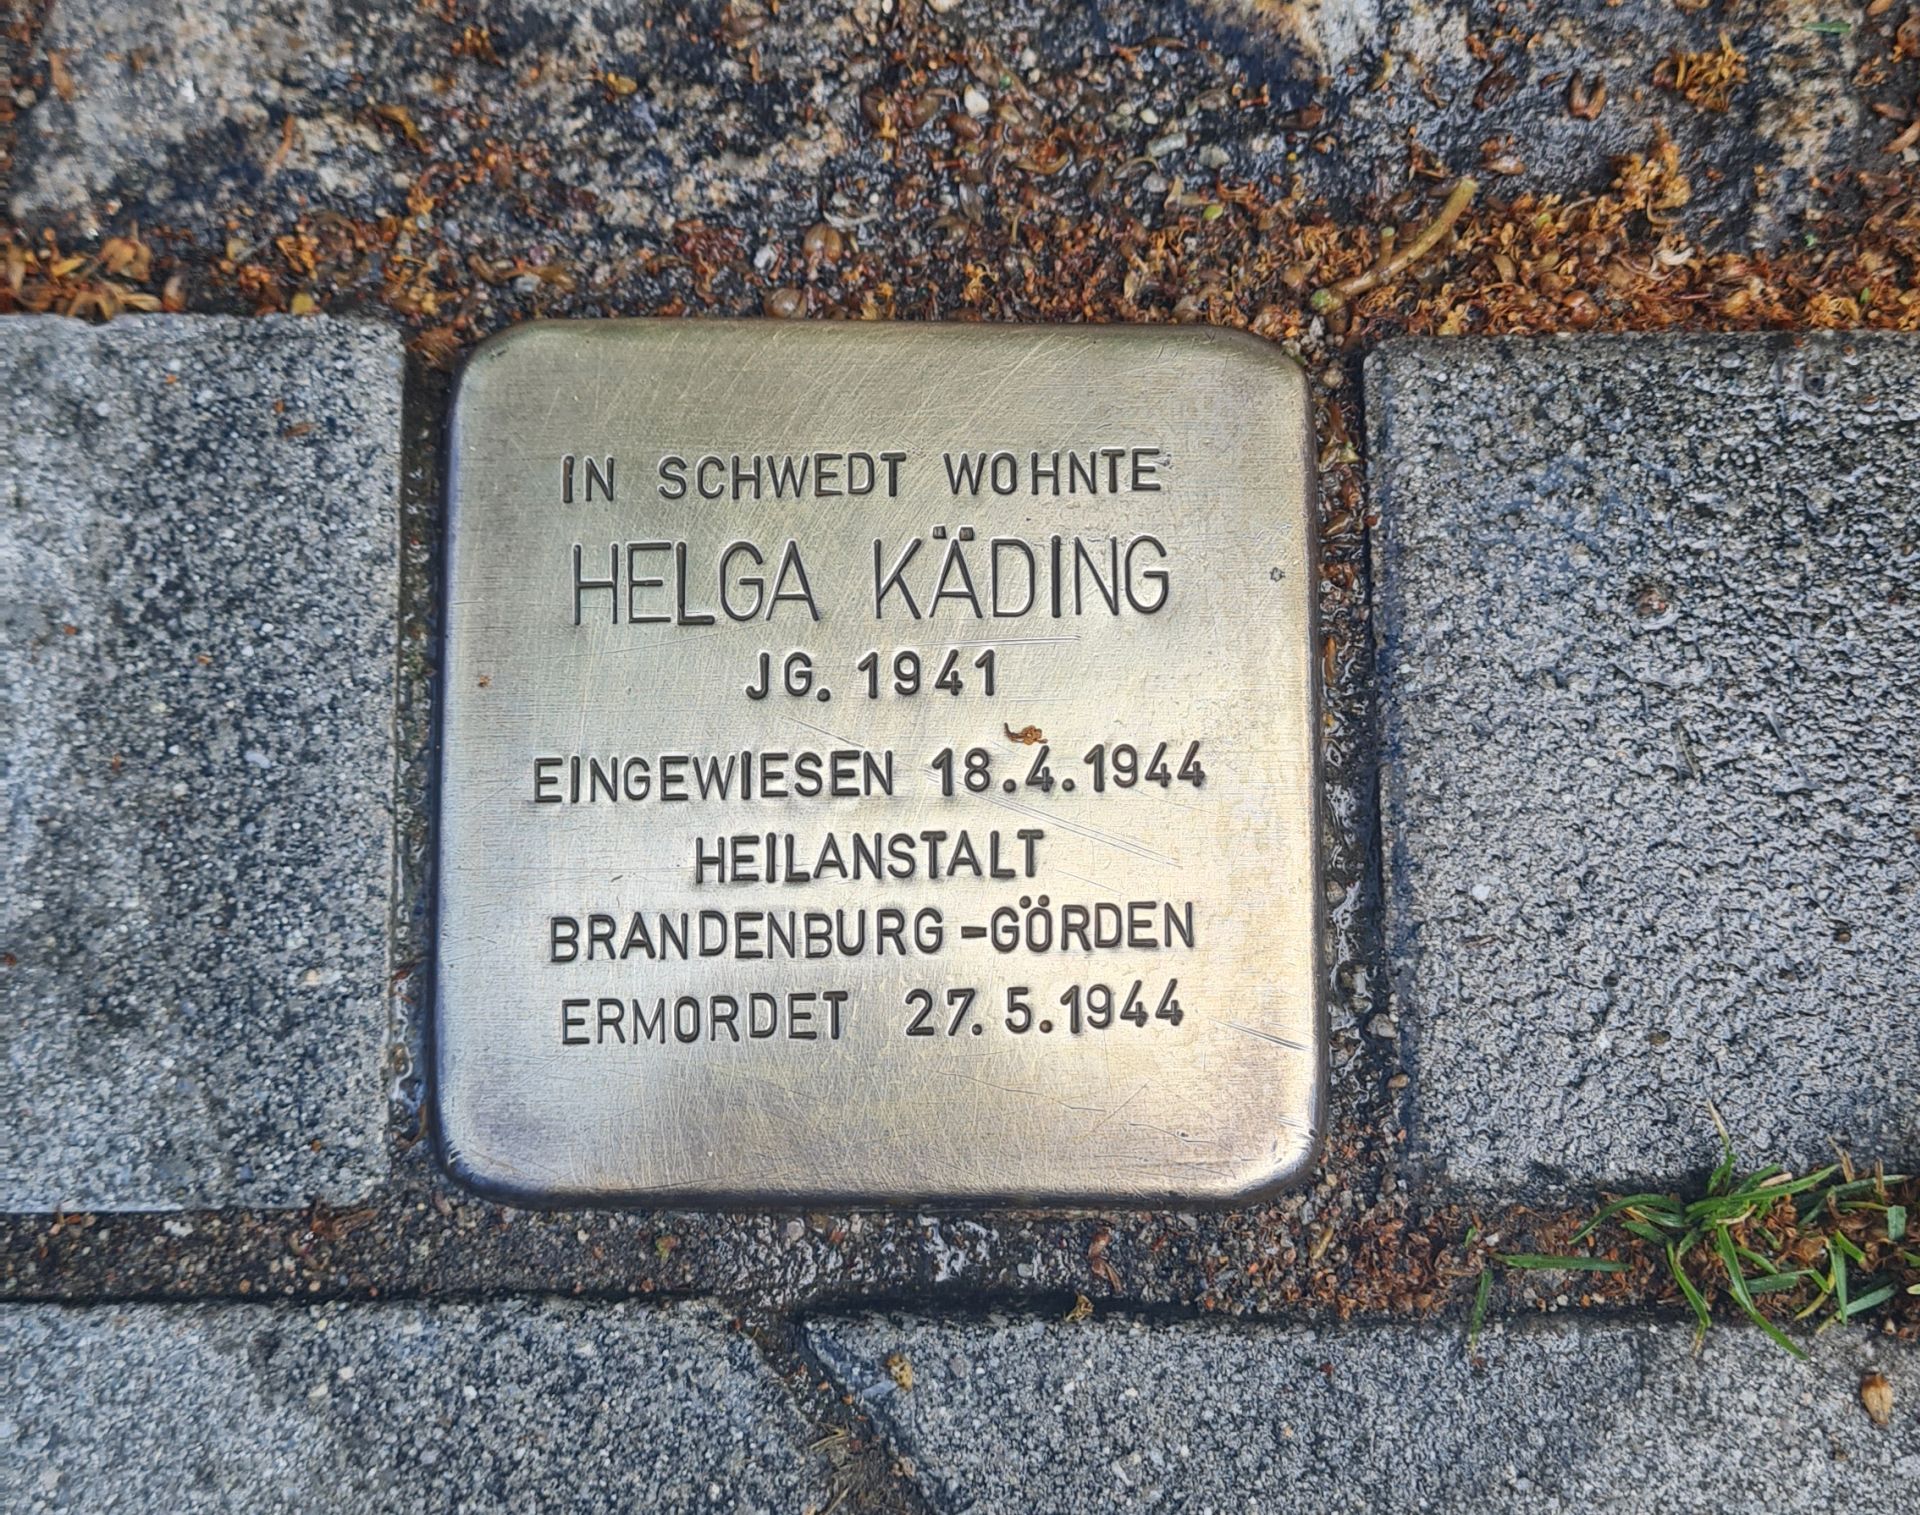 IN SCHWEDT WOHNTE
HELGA KÄDING
JG. 1941
EINGEWIESEN 18.4.1944
HEILANSTALT
BRANDENBURG-GÖRDEN
ERMORDET 27.5.1944